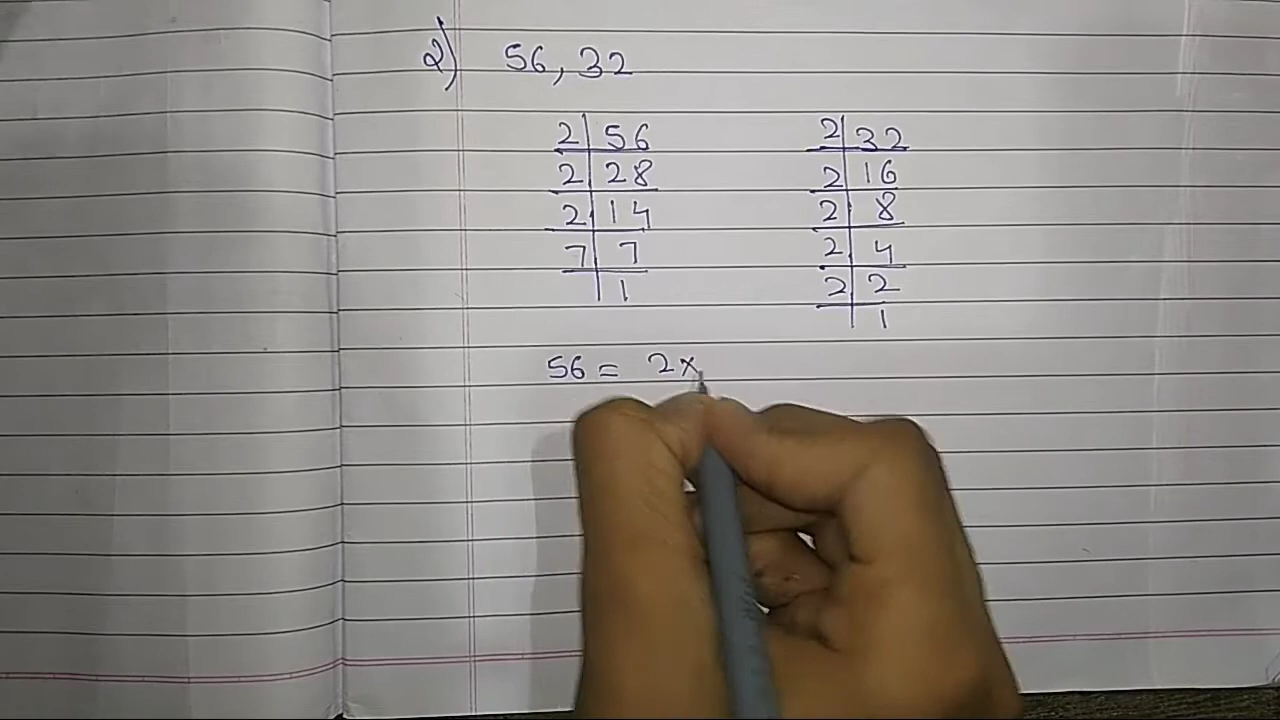 2) 56, 32
2 | 56
2 | 28
2 | 14
7 | 7
1
2 | 32
2 | 16
2 | 8
2 | 4
2 | 2
1
56 = 2×